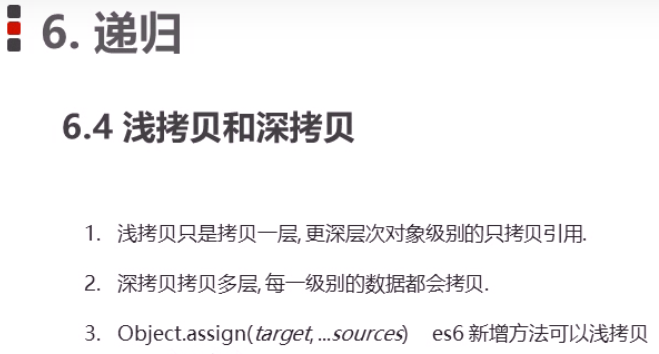 6. 递归
6.4 浅拷贝和深拷贝
1. 浅拷贝只是拷贝一层, 更深层次对象级别的只拷贝引用.
2. 深拷贝拷贝多层, 每一级别的数据都会拷贝.
3. Object.assign(target, ...sources) es6 新增方法可以浅拷贝